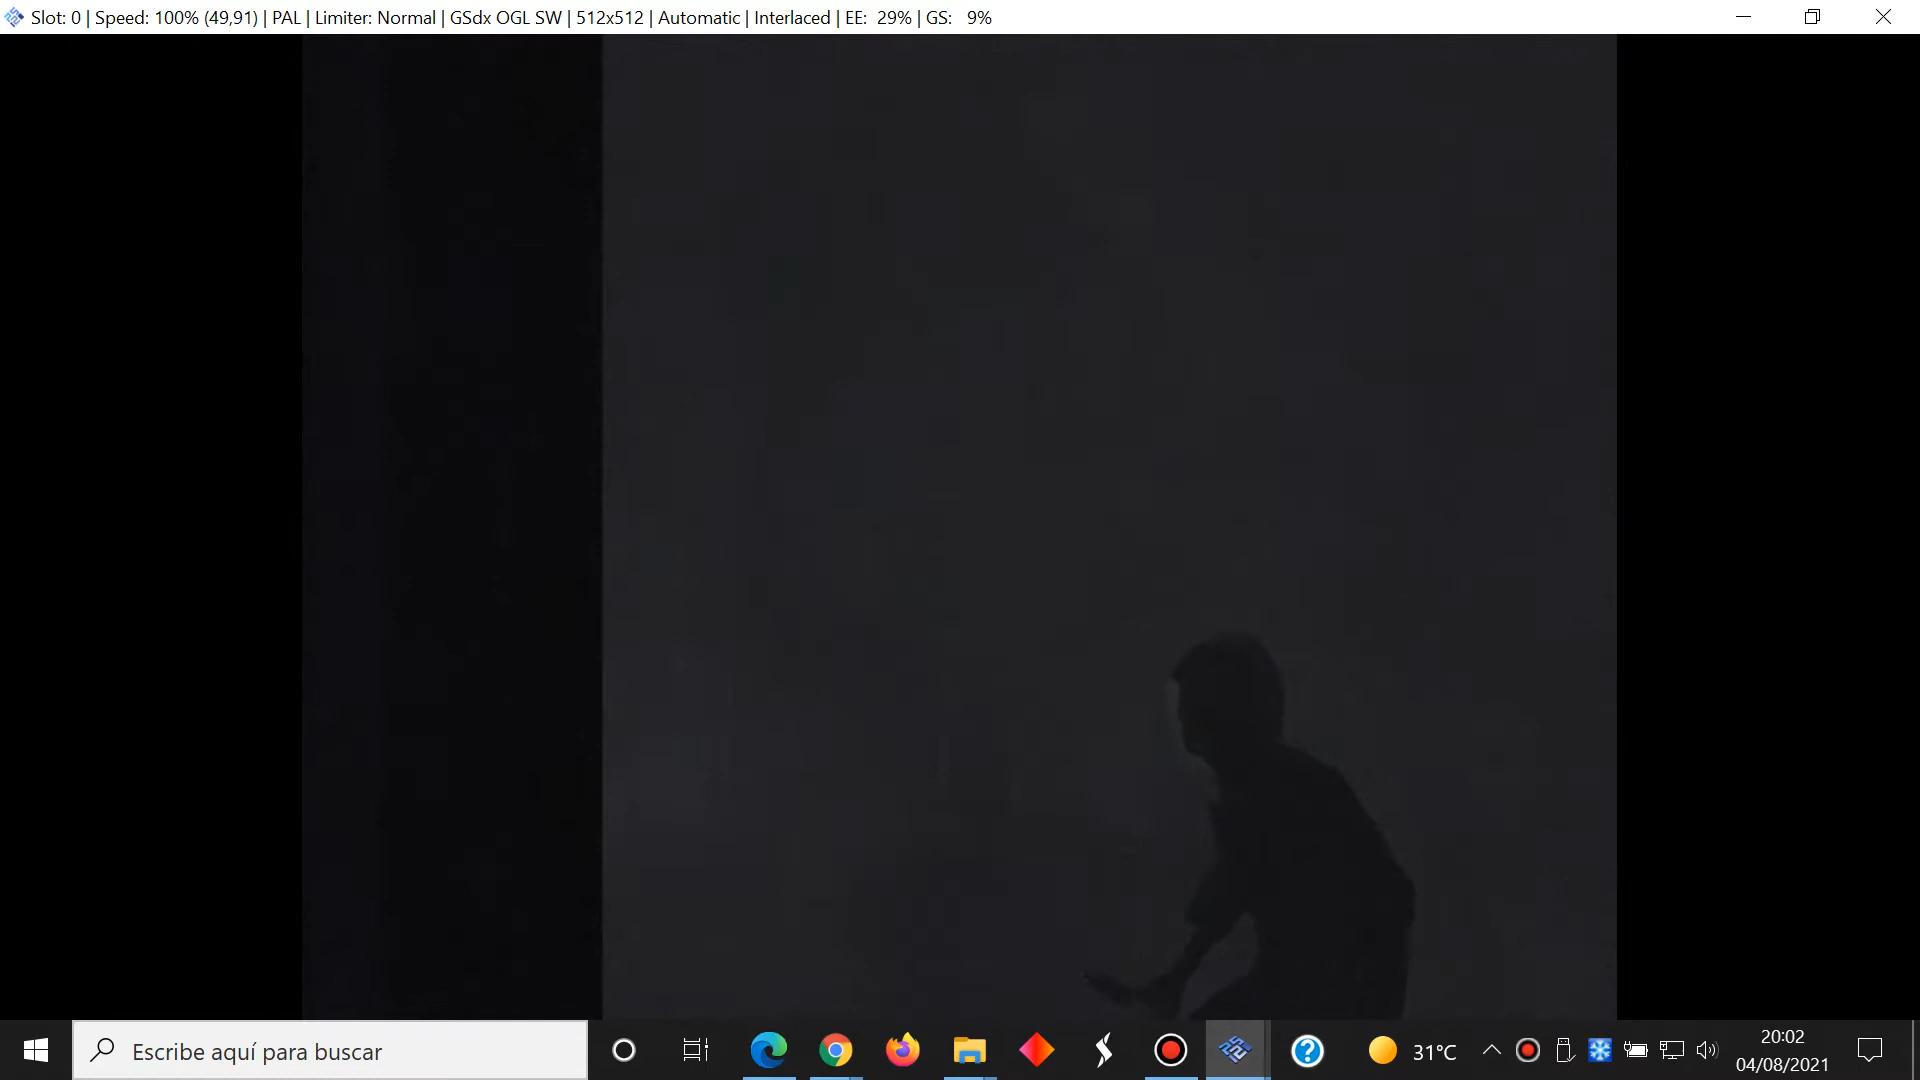 Slot: 0 | Speed: 100% (49,91) | PAL | Limiter: Normal | GSdx OGL SW | 512x512 | Automatic | Interlaced | EE: 29% | GS: 9%
Escribe aquí para buscar
31°C
20:02
04/08/2021